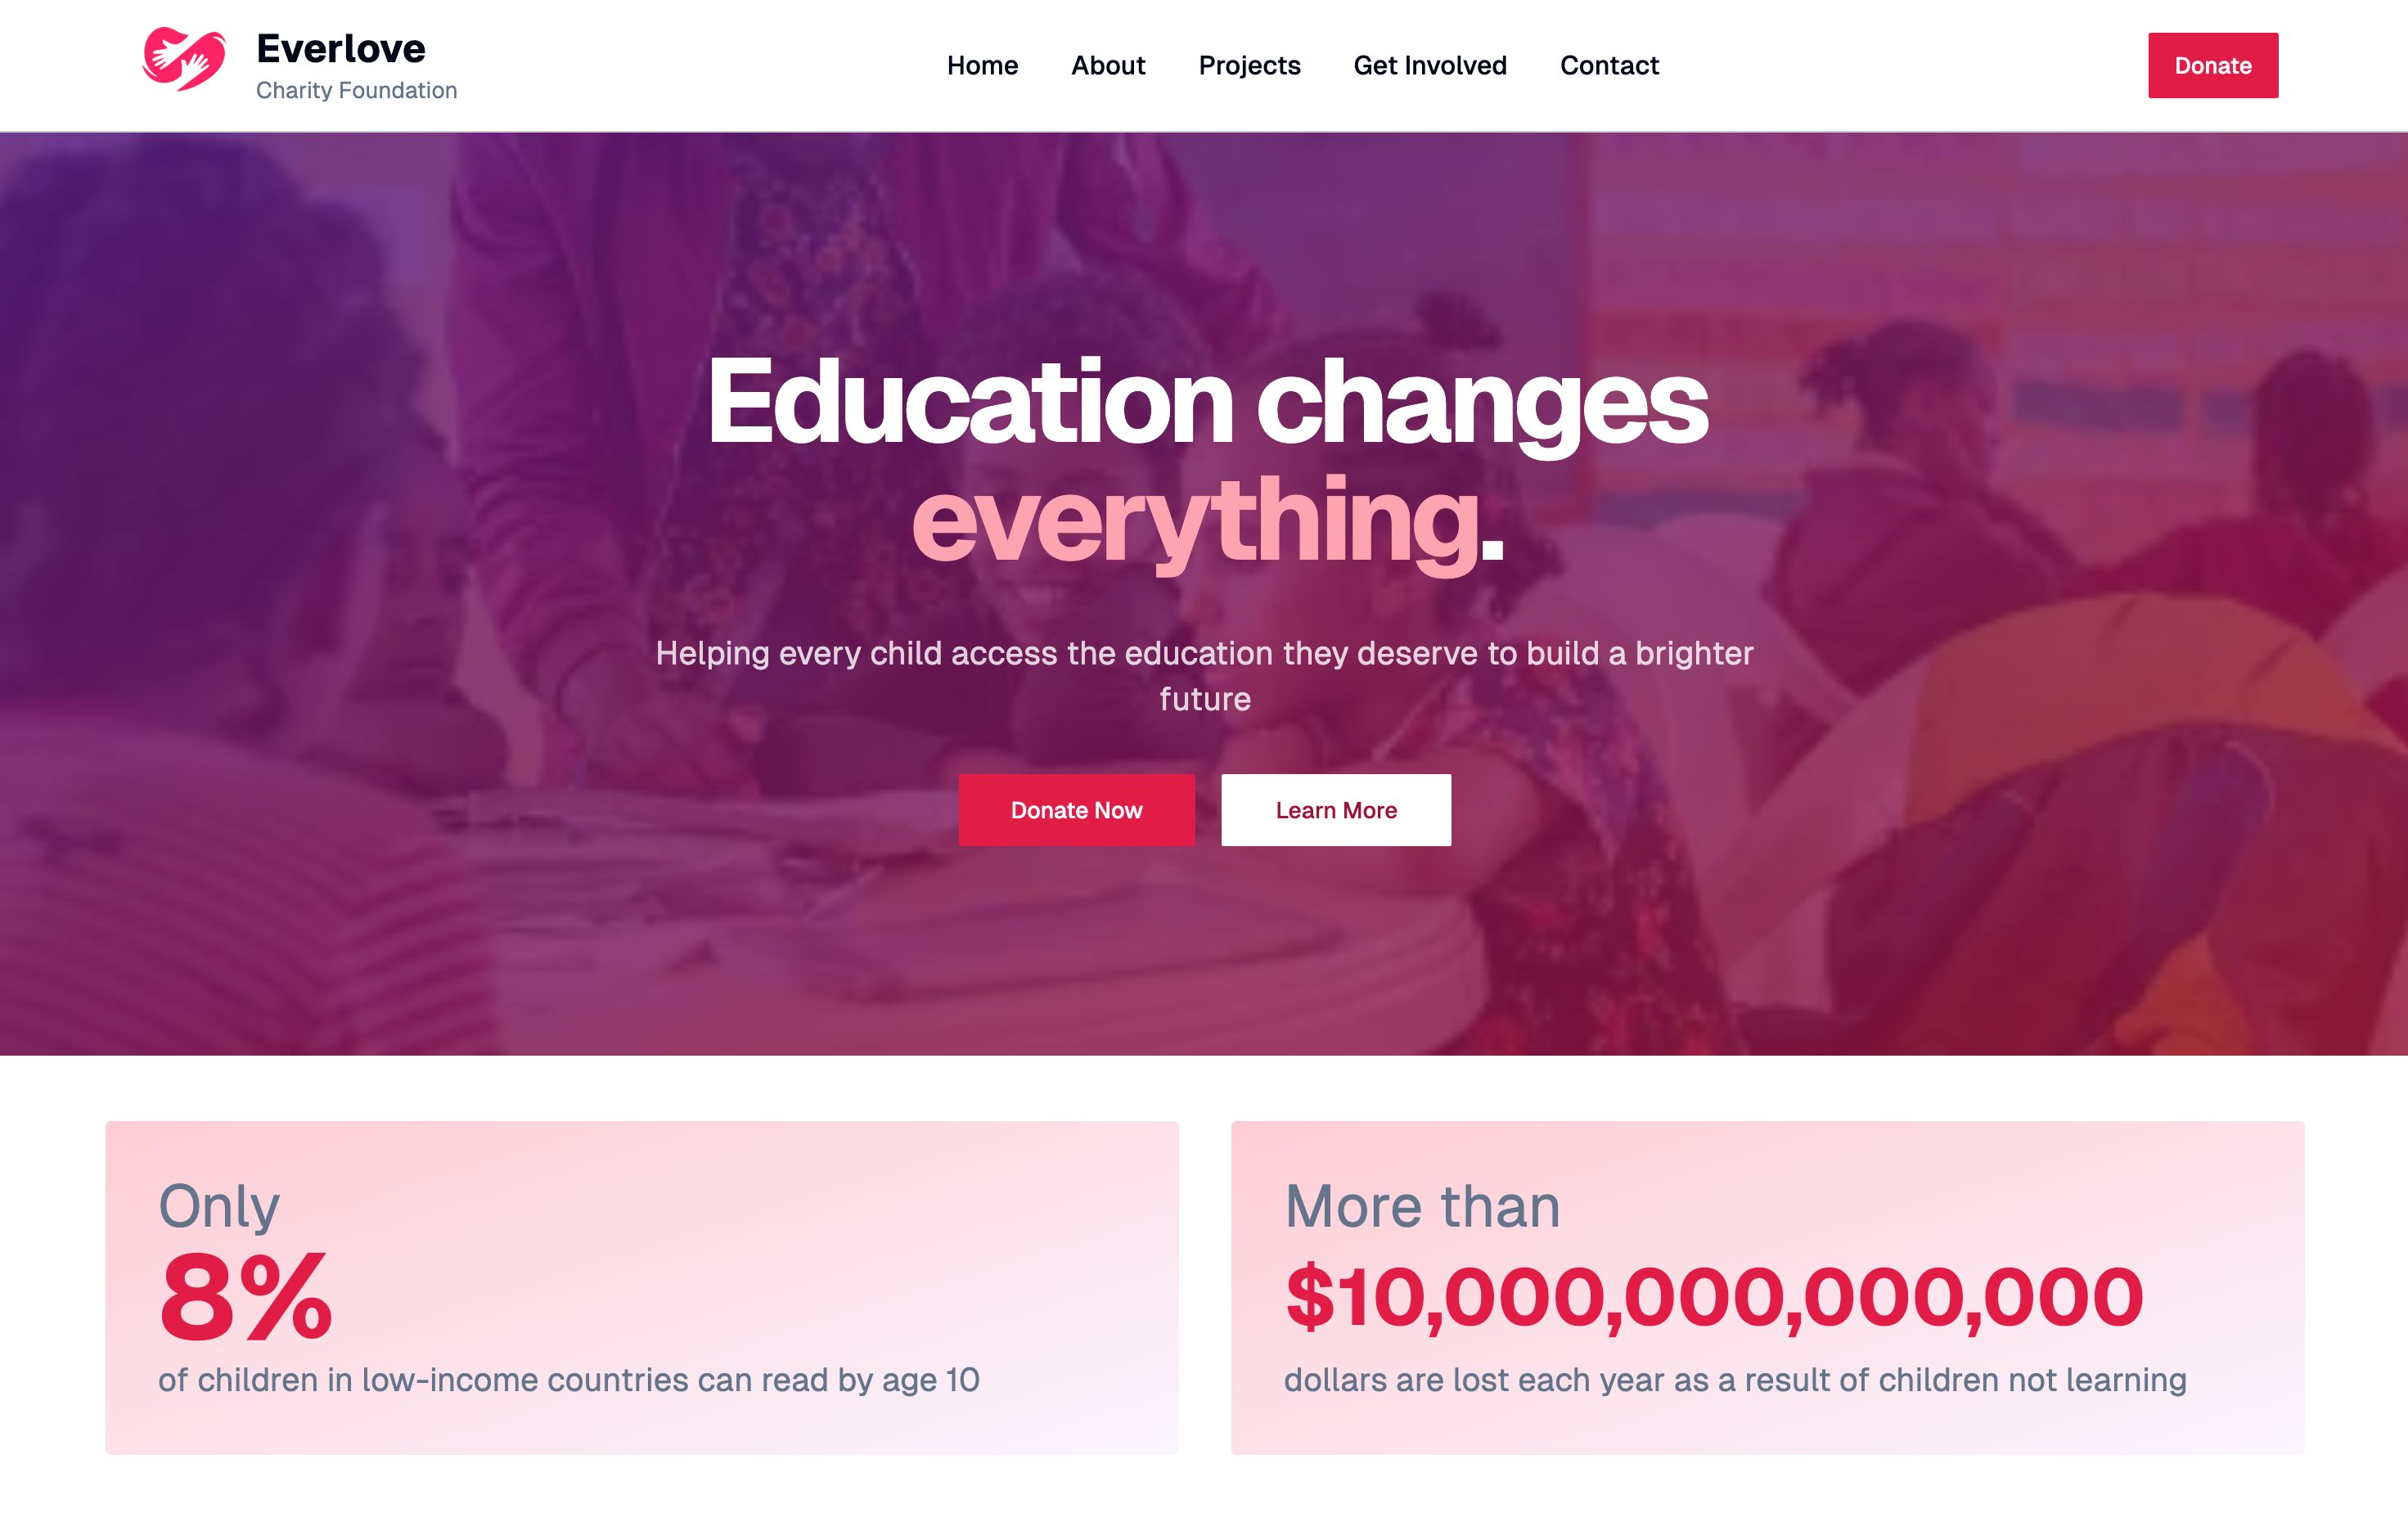 Everlove
Charity Foundation
Home About Projects Get Involved Contact
Donate
Education changes
everything.
Helping every child access the education they deserve to build a brighter
future
Donate Now
Learn More
Only
8%
of children in low-income countries can read by age 10
More than
$10,000,000,000,000
dollars are lost each year as a result of children not learning